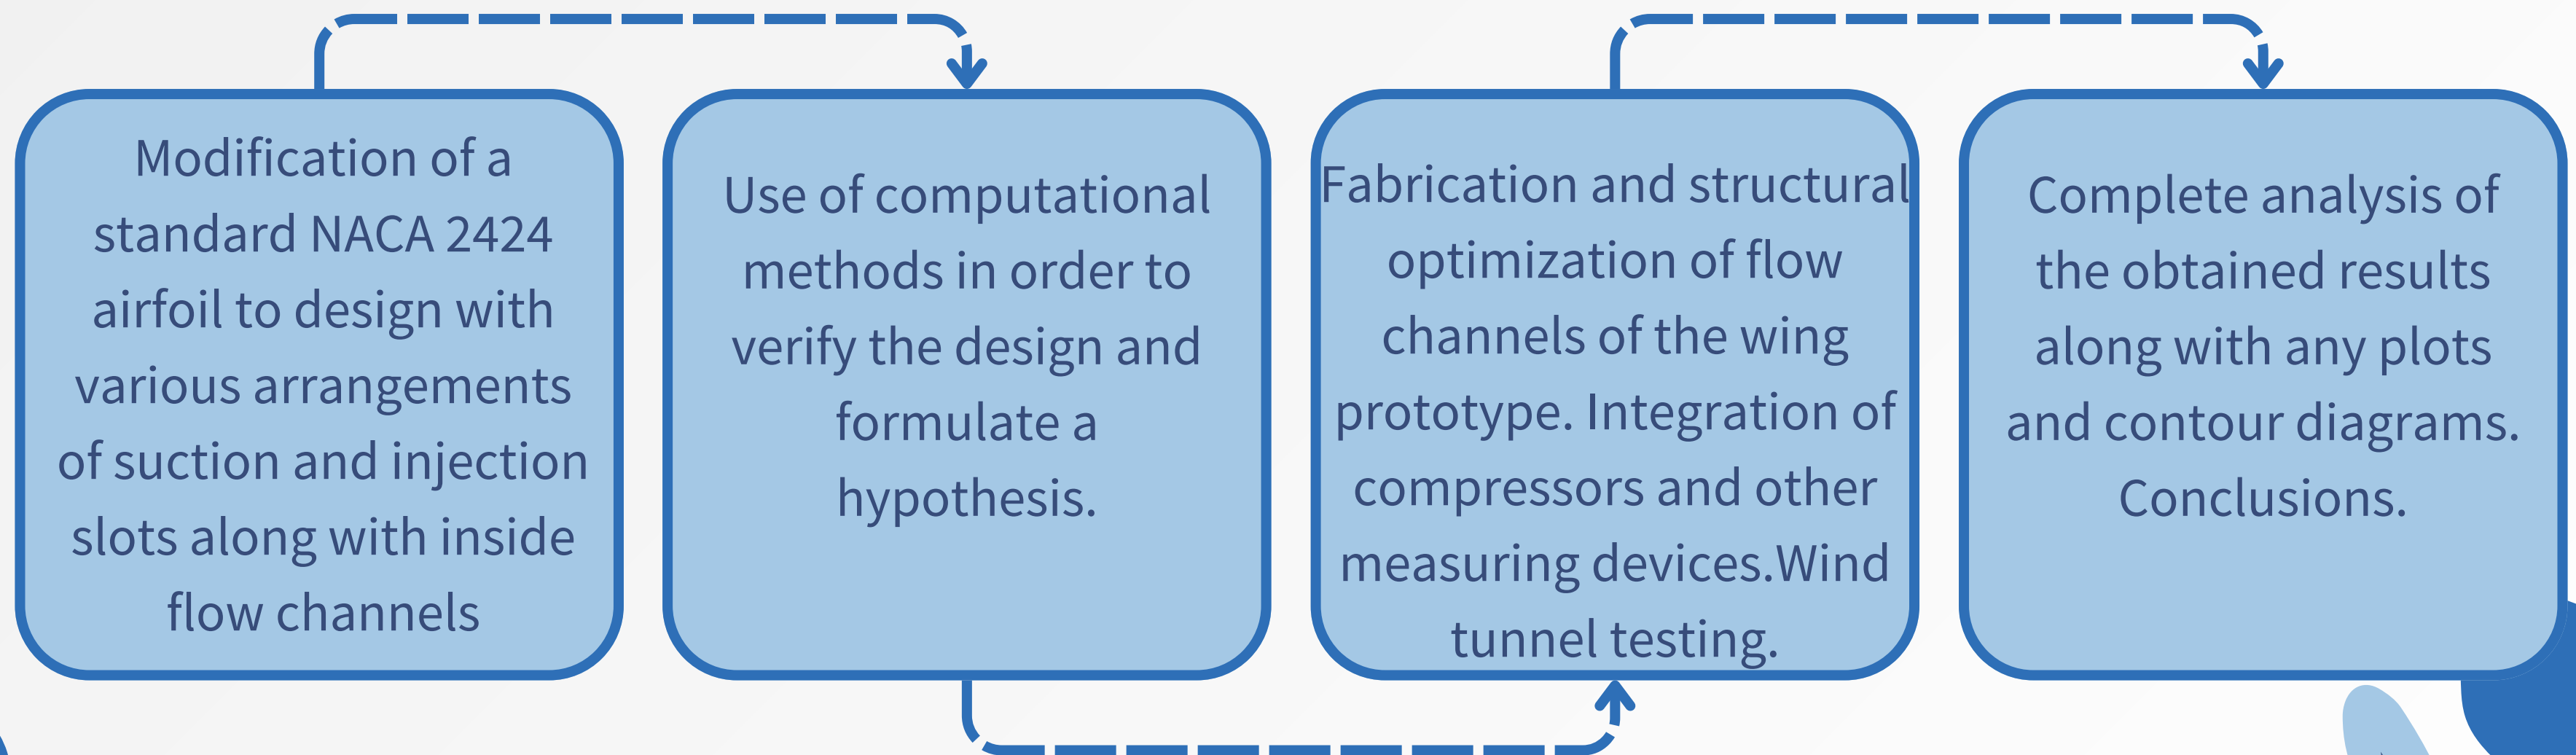 Modification of a
standard NACA 2424
airfoil to design with
various arrangements
of suction and injection
slots along with inside
flow channels
Use of computational
methods in order to
verify the design and
formulate a
hypothesis.
Fabrication and structural
optimization of flow
channels of the wing
prototype. Integration of
compressors and other
measuring devices.Wind
tunnel testing.
Complete analysis of
the obtained results
along with any plots
and contour diagrams.
Conclusions.